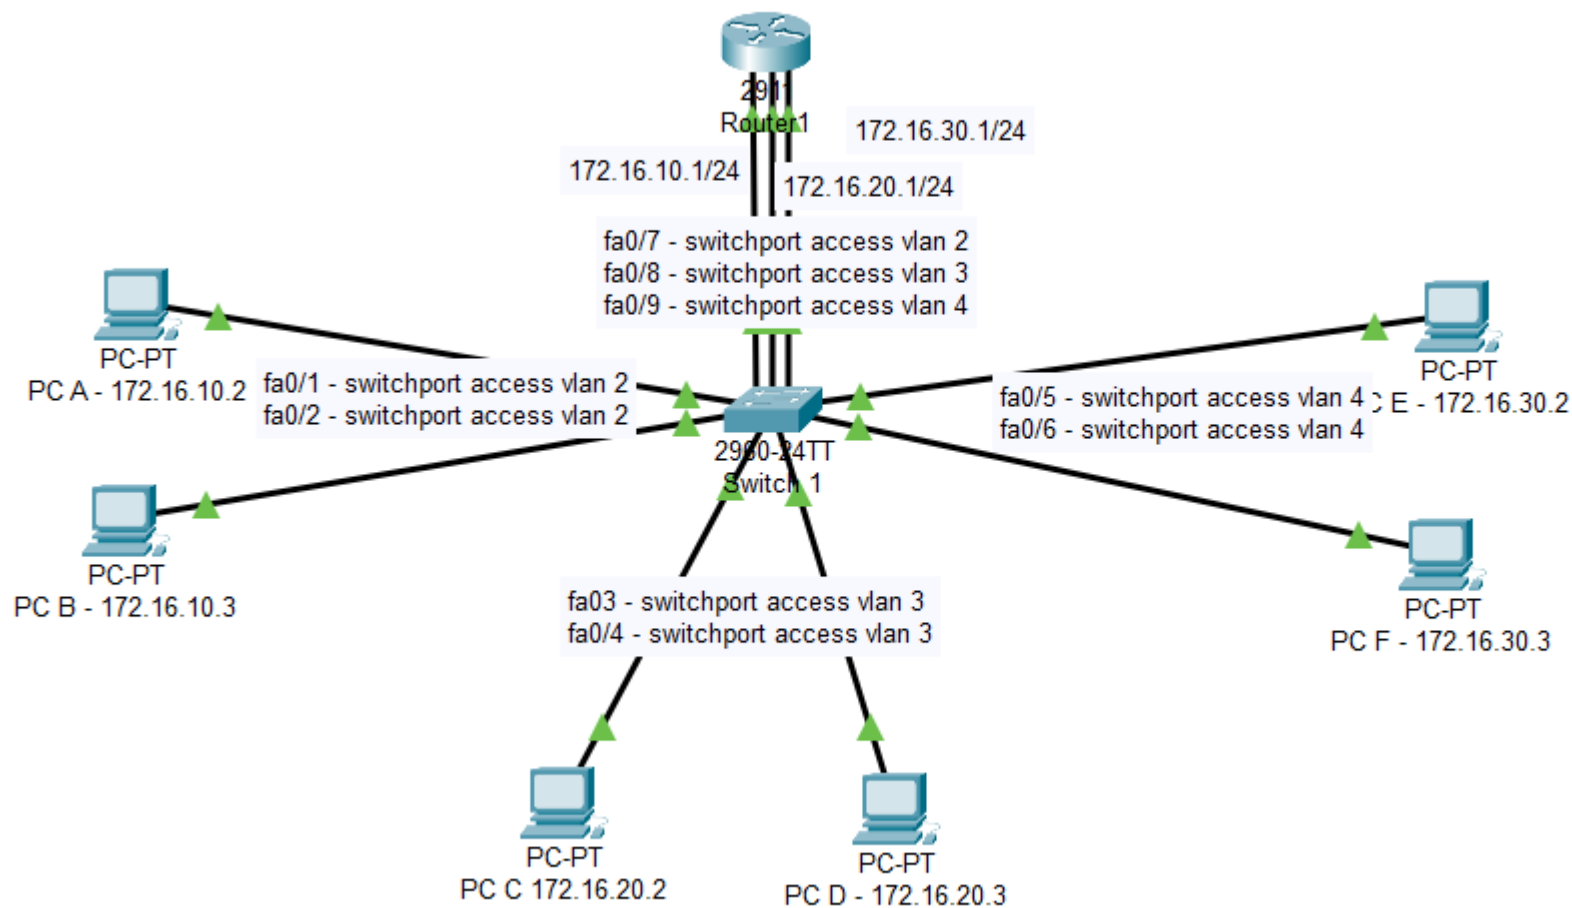 2911
Router1
172.16.30.1/24
172.16.10.1/24
172.16.20.1/24
fa0/7 - switchport access vlan 2
fa0/8 - switchport access vlan 3
fa0/9 - switchport access vlan 4
PC-PT
PC A - 172.16.10.2
fa0/1 - switchport access vlan 2
fa0/2 - switchport access vlan 2
PC-PT
C E - 172.16.30.2
fa0/5 - switchport access vlan 4
fa0/6 - switchport access vlan 4
2960-24TT
Switch 1
PC-PT
PC B - 172.16.10.3
PC-PT
PC F - 172.16.30.3
fa03 - switchport access vlan 3
fa0/4 - switchport access vlan 3
PC-PT
PC C 172.16.20.2
PC-PT
PC D - 172.16.20.3